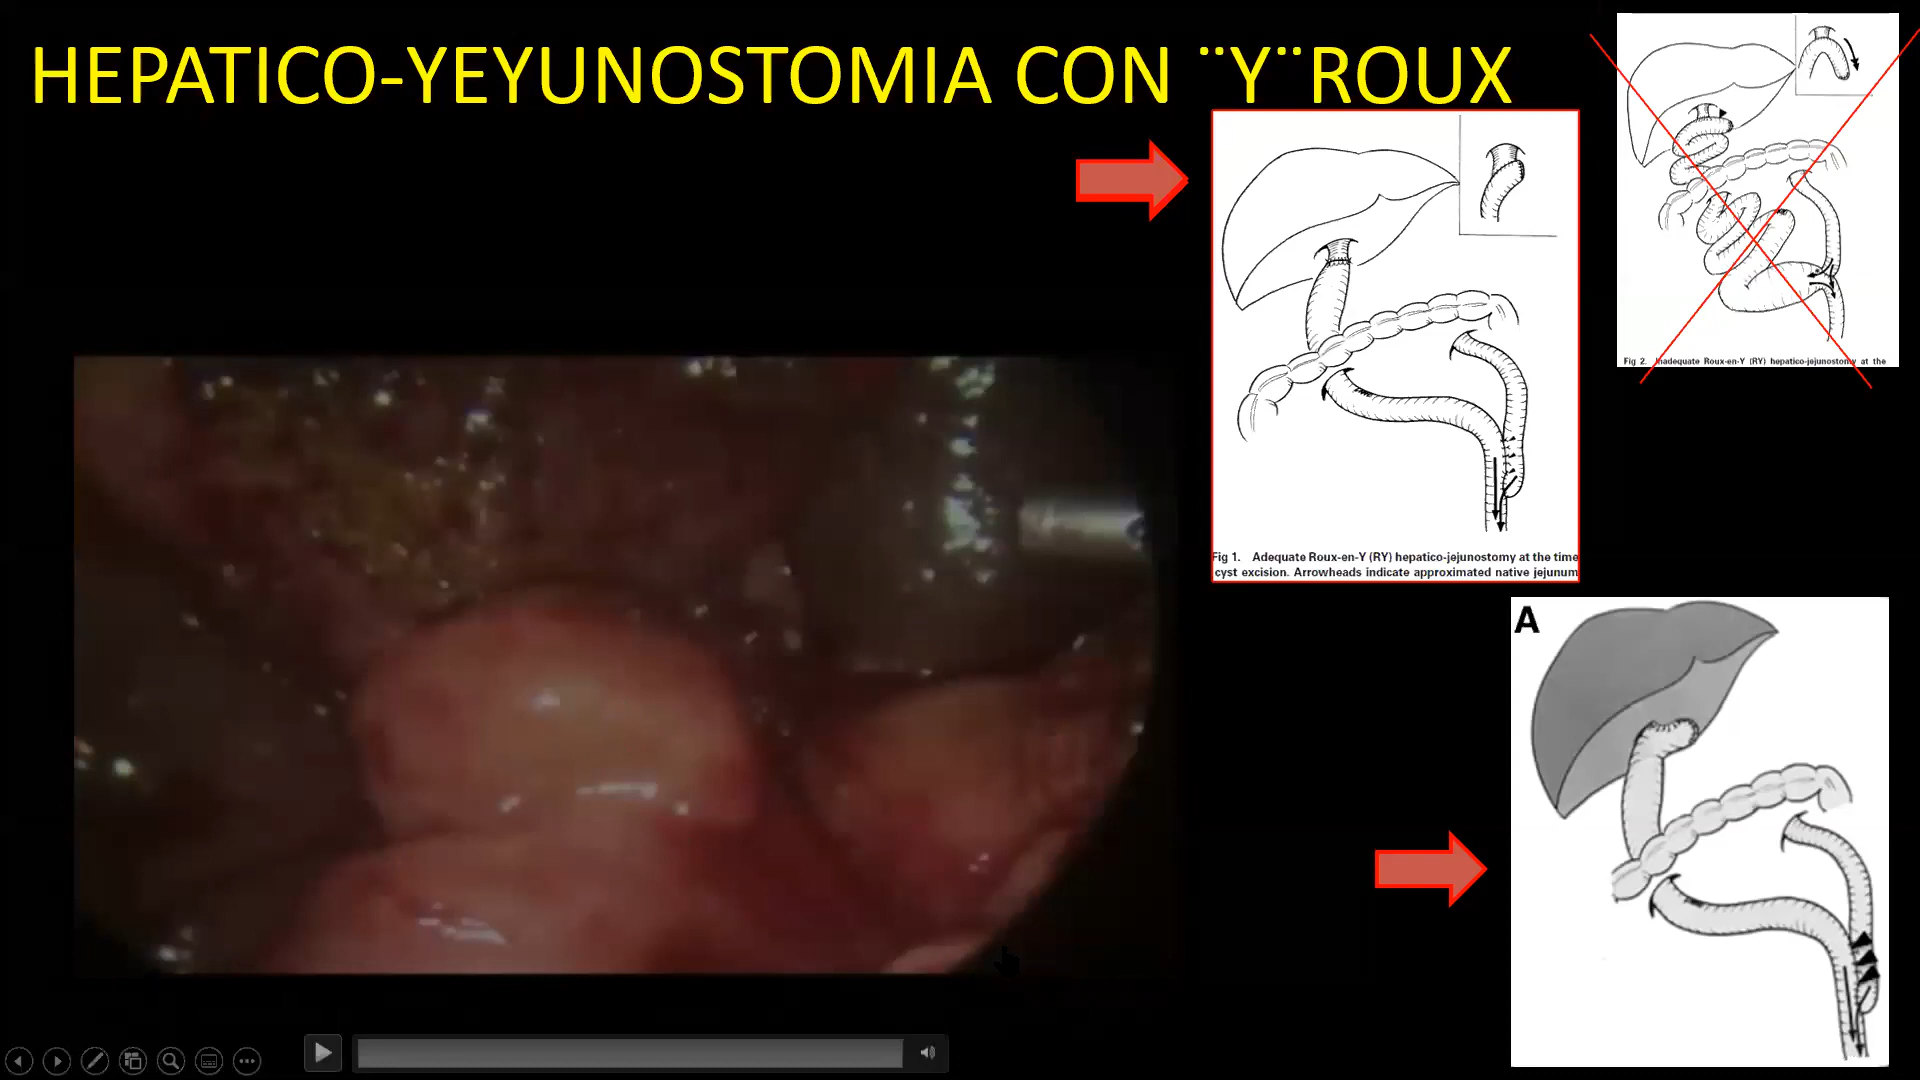 HEPATICO-YEYUNOSTOMIA CON ¨Y¨ROUX
Fig 1. Adequate Roux-en-Y (RY) hepatico-jejunostomy at the time
cyst excision. Arrowheads indicate approximated native jejunum
Fig 2. Inadequate Roux-en-Y (RY) hepatico-jejunostomy at the
A